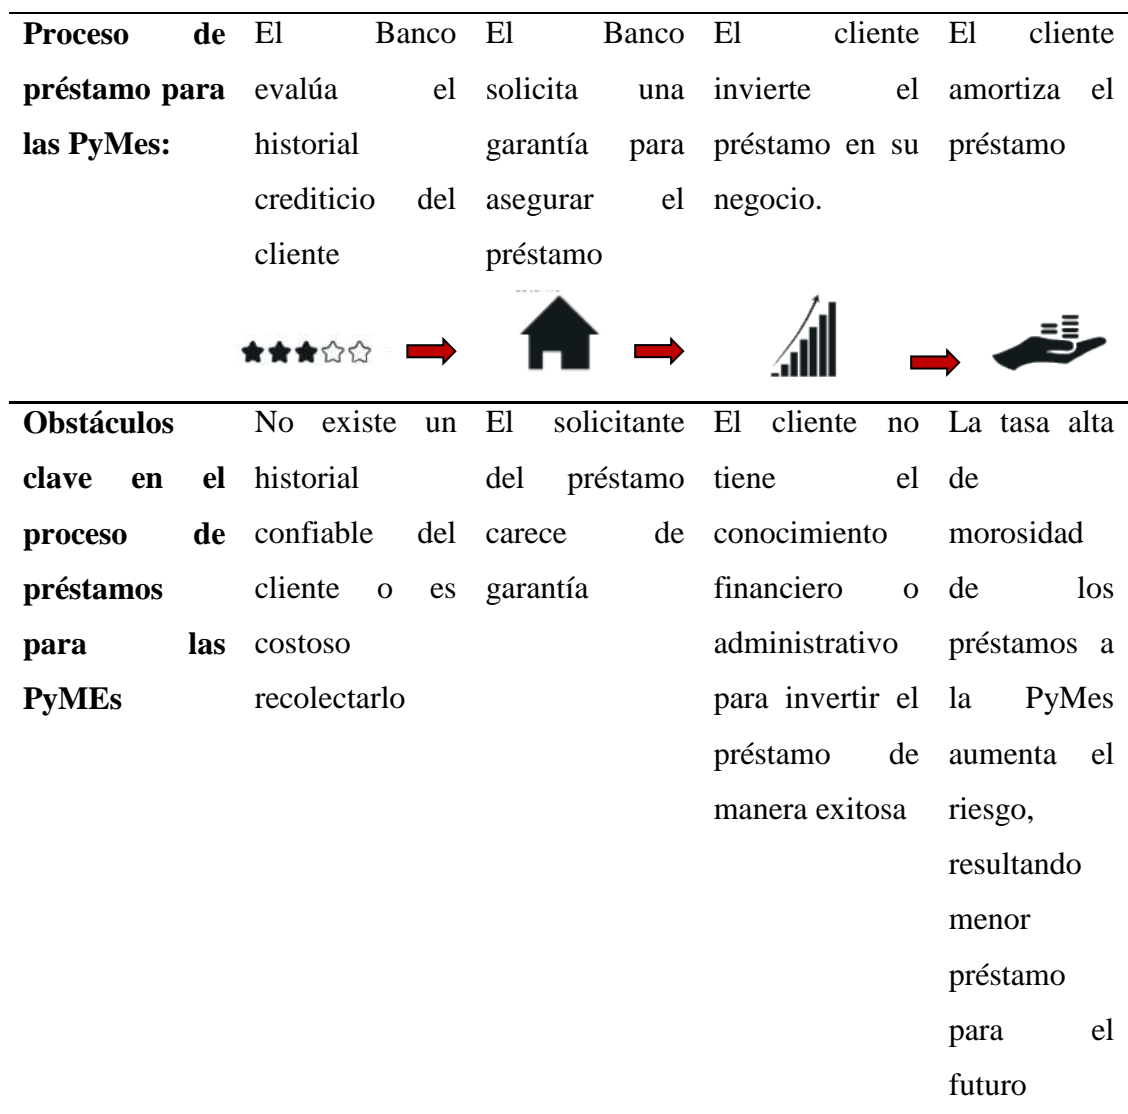 Proceso de
préstamo para
las PyMes:
El Banco
evalúa el
historial
crediticio del
cliente
El Banco
solicita una
garantía para
asegurar el
préstamo
El cliente
invierte el
préstamo en su
negocio.
El cliente
amortiza el
préstamo
Obstáculos
clave en el
proceso de
préstamos
para las
PyMEs
No existe un
historial
confiable del
cliente o es
costoso
recolectarlo
El solicitante
del préstamo
carece de
garantía
El cliente no
tiene el
conocimiento
financiero o
administrativo
para invertir el
préstamo de
manera exitosa
La tasa alta
de
morosidad
de los
préstamos a
la PyMes
aumenta el
riesgo,
resultando
menor
préstamo
para el
futuro